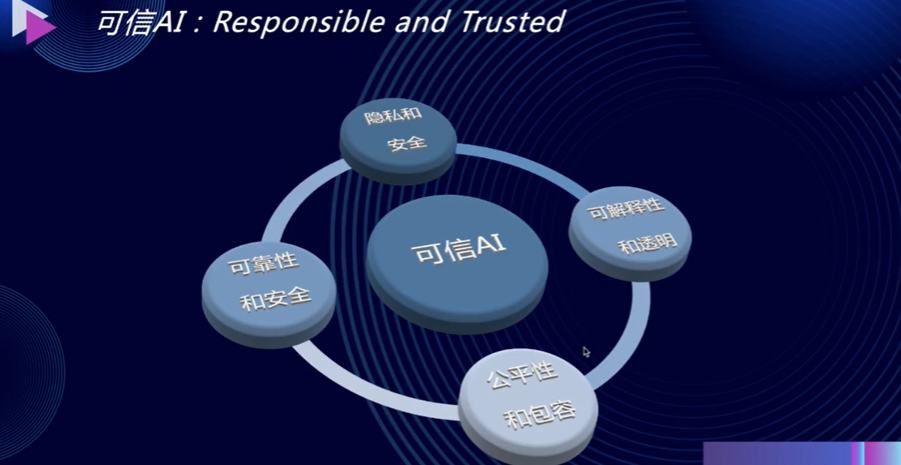 可信AI：Responsible and Trusted
隐私和
安全
可解释性
和透明
可信AI
可靠性
和安全
公平性
和包容